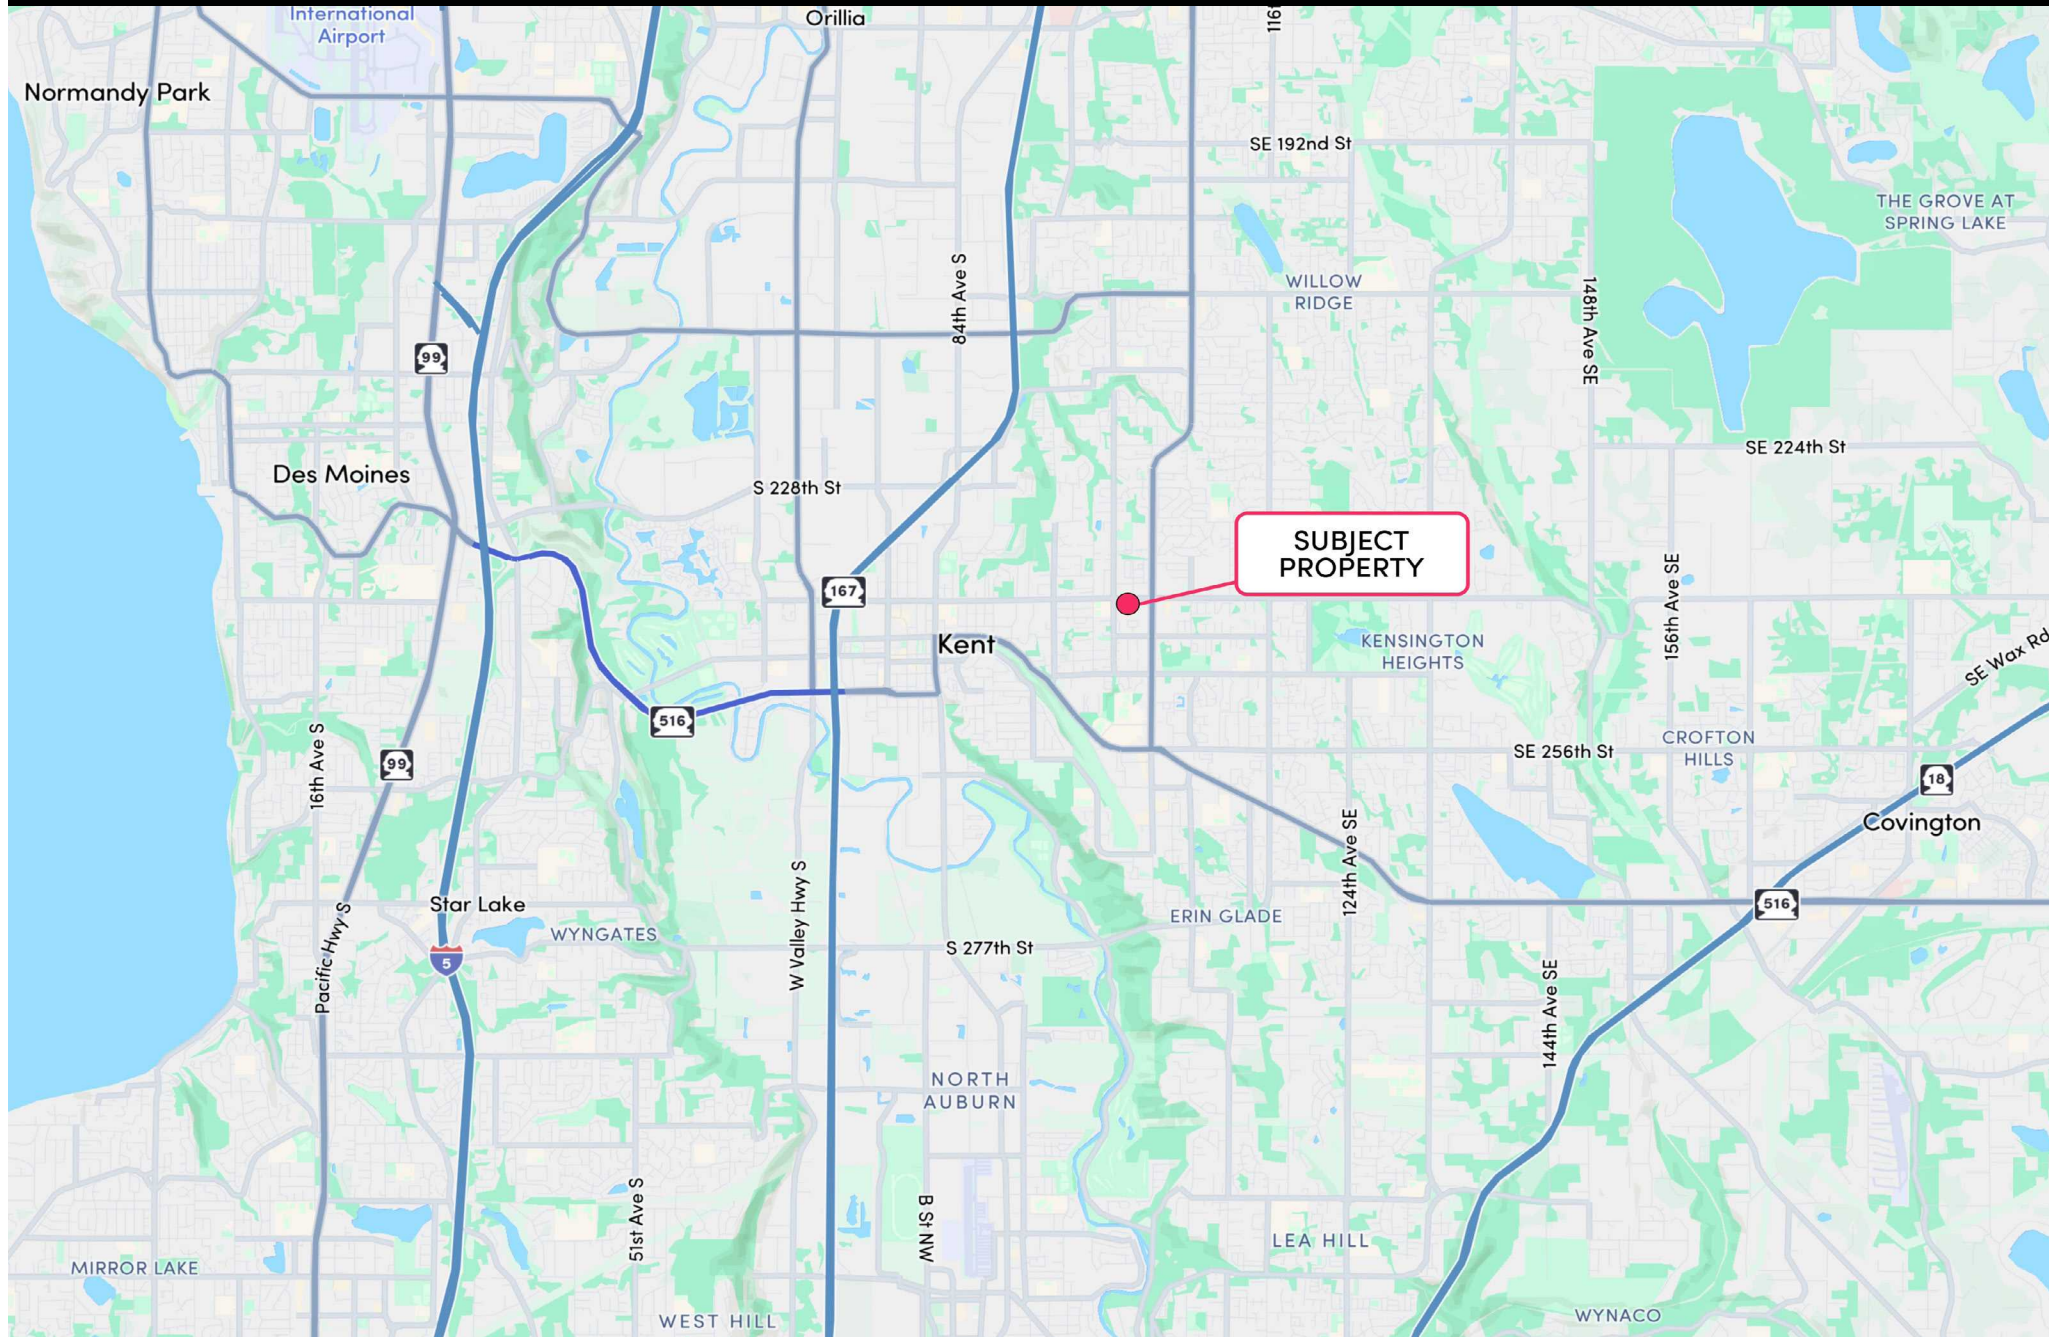 International
Airport
Orillia
116t
Normandy Park
SE 192nd St
THE GROVE AT
SPRING LAKE
WILLOW
RIDGE
84th Ave S
148th Ave SE
99
SE 224th St
Des Moines
S 228th St
SUBJECT
PROPERTY
167
156th Ave SE
Kent
KENSINGTON
HEIGHTS
SE Wax Rd
516
16th Ave S
99
SE 256th St
CROFTON
HILLS
18
Covington
124th Ave SE
W Valley Hwy S
Star Lake
516
ERIN GLADE
WYNGATES
S 277th St
Pacific Hwy S
5
144th Ave SE
NORTH
AUBURN
51st Ave S
B St NW
LEA HILL
MIRROR LAKE
WEST HILL
WYNACO